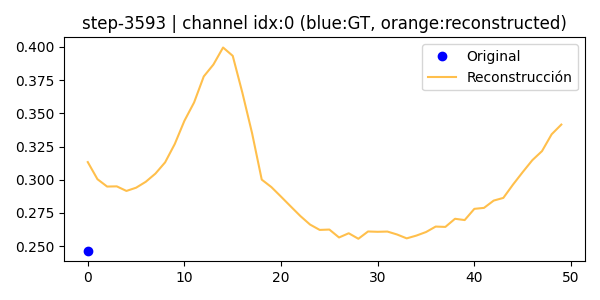 step-3593 | channel idx:0 (blue:GT, orange:reconstructed)
Original
Reconstrucción
0.400
0.375
0.350
0.325
0.300
0.275
0.250
0 10 20 30 40 50